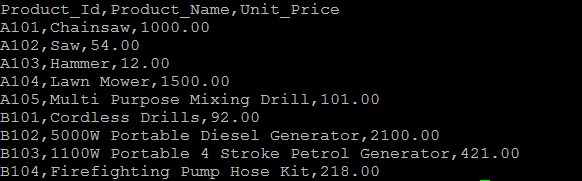 Product_Id,Product_Name,Unit_Price
A101,Chainsaw,1000.00
A102,Saw,54.00
A103,Hammer,12.00
A104,Lawn Mower,1500.00
A105,Multi Purpose Mixing Drill,101.00
B101,Cordless Drills,92.00
B102,5000W Portable Diesel Generator,2100.00
B103,1100W Portable 4 Stroke Petrol Generator,421.00
B104,Firefighting Pump Hose Kit,218.00